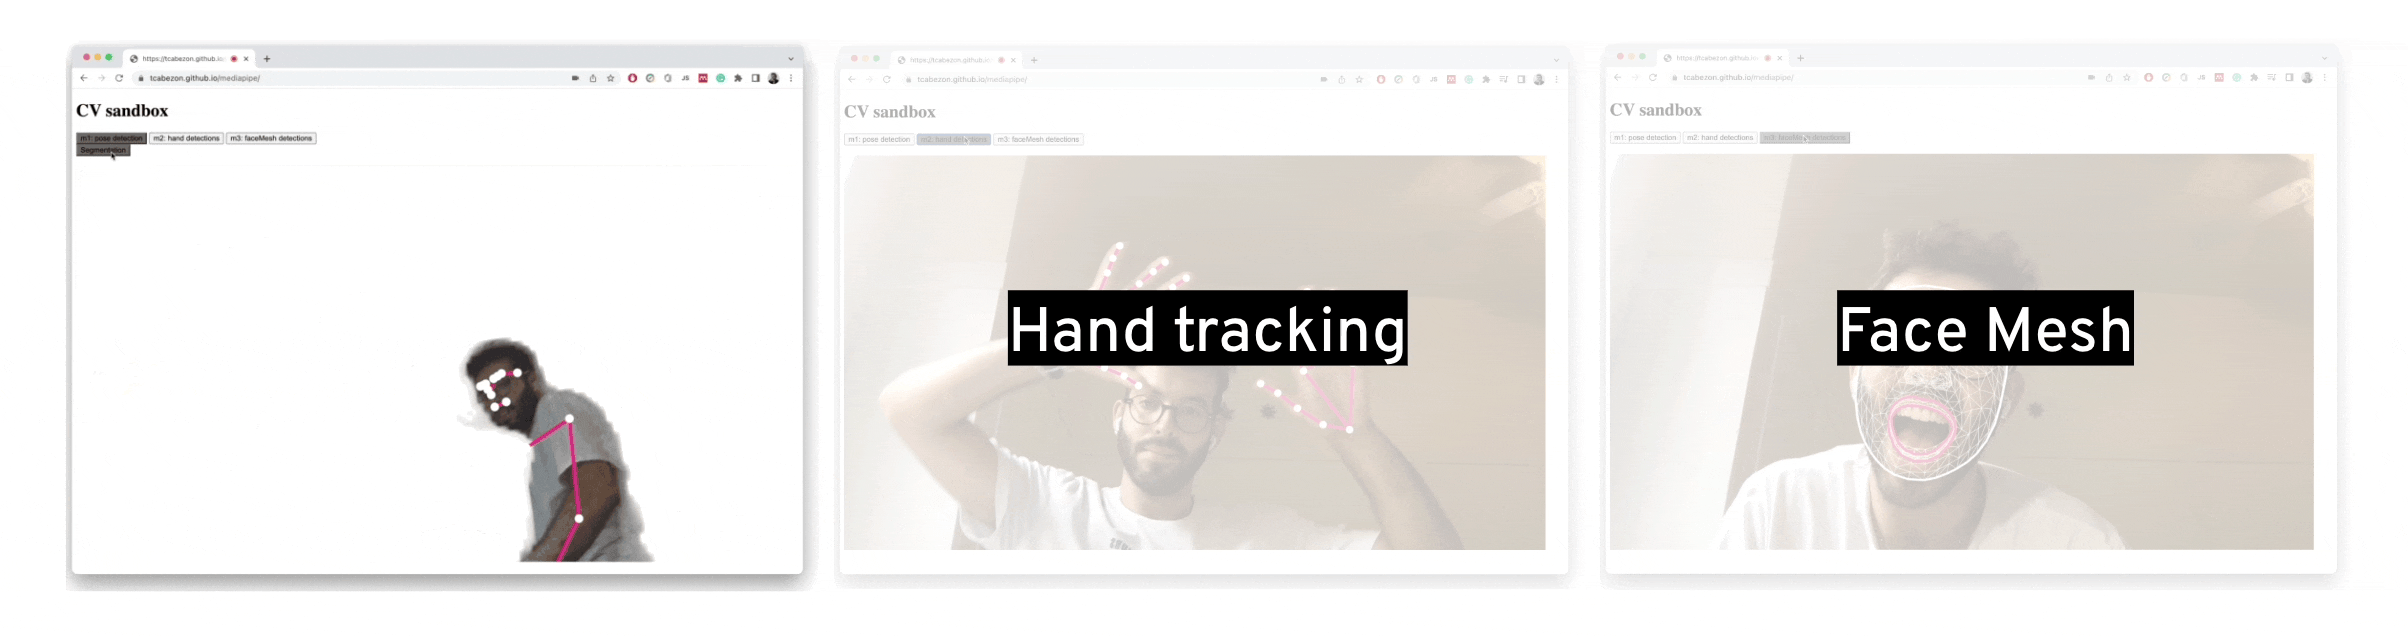 https://tcabezon.github.io
tcabezon.github.io/mediapipe/
CV sandbox
m1: pose detection m2: hand detections m3: faceMesh detections
Segmentation
https://tcabezon.github.io
tcabezon.github.io/mediapipe/
CV sandbox
m1: pose detection m2: hand detections m3: faceMesh detections
Hand tracking
https://tcabezon.github.io
tcabezon.github.io/mediapipe/
CV sandbox
m1: pose detection m2: hand detections m3: faceMesh detections
Face Mesh